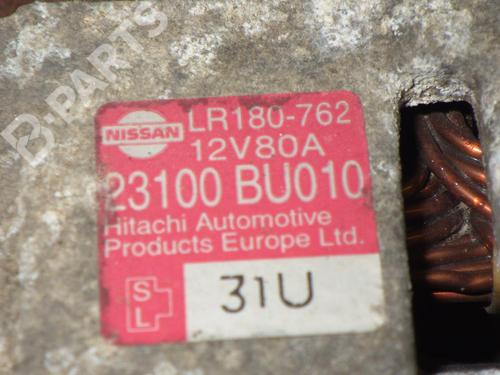 B-PARTS
NISSAN
LR180-762
12V80A
23100 BU010
Hitachi Automotive
Products Europe Ltd.
S
L
31U